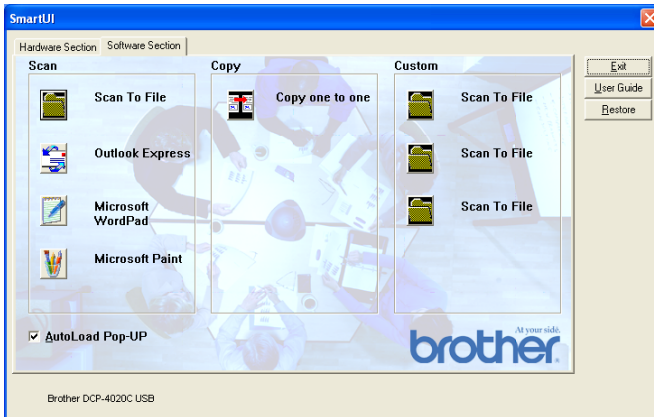 SmartUI
Hardware Section
Software Section
Scan
Scan To File
Outlook Express
Microsoft
WordPad
Microsoft Paint
Copy
Copy one to one
Custom
Scan To File
Scan To File
Scan To File
Exit
User Guide
Restore
AutoLoad Pop-UP
At your side.
brother
Brother DCP-4020C USB